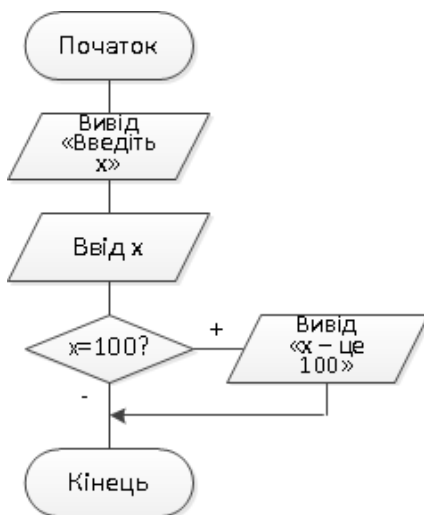 Початок
Вивід
«Введіть
х»
Ввід х
х=100?
+
Вивід
«х – це
100»
-
Кінець